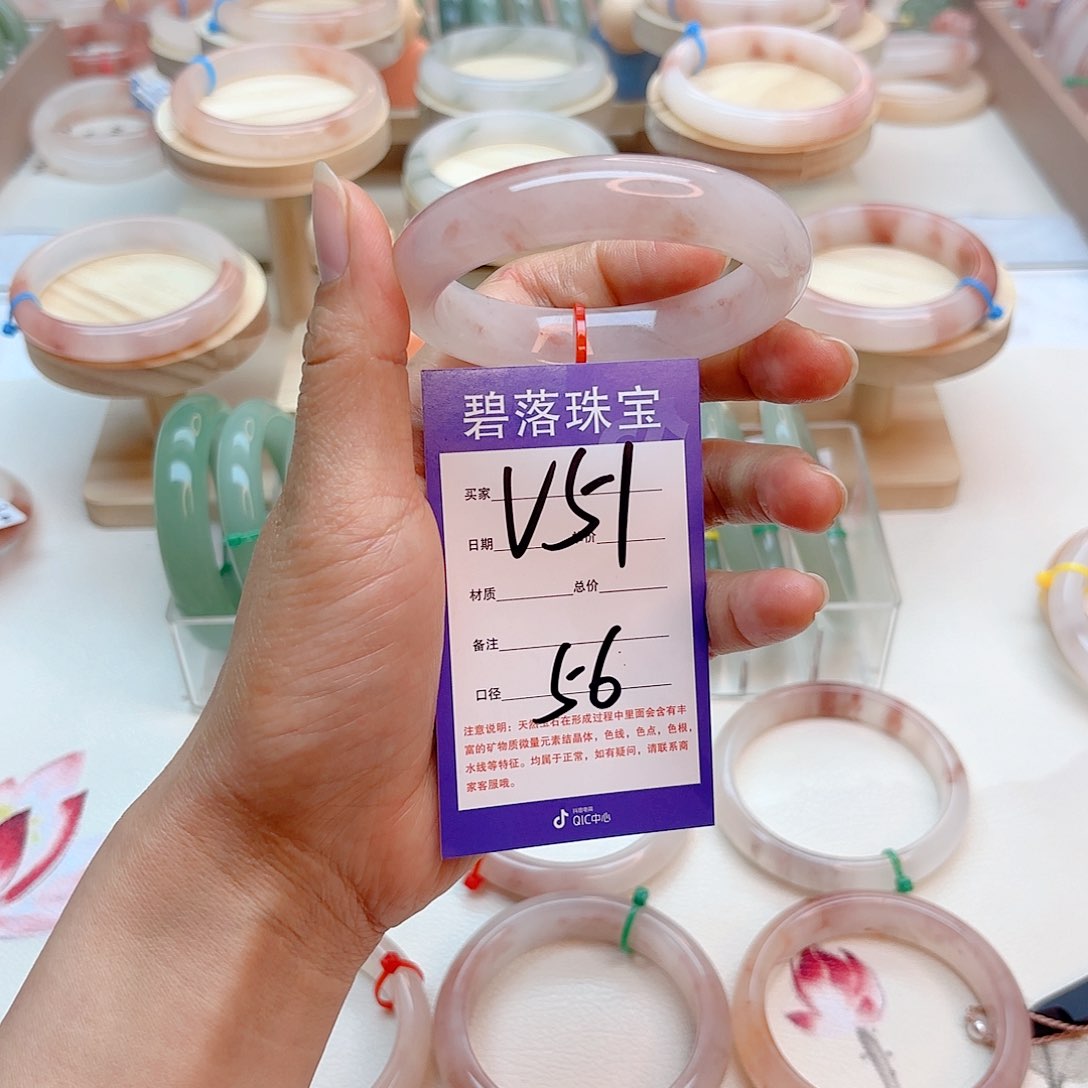 碧落珠宝
买家 V51
日期 价
材质 总价
备注
口径 56
注意说明：天然宝石在形成过程中里面会含有丰
富的矿物质微量元素结晶体，色线，色点，色根，
水线等特征。均属于正常，如有疑问，请联系商
家客服哦。
抖音电商
QIC中心